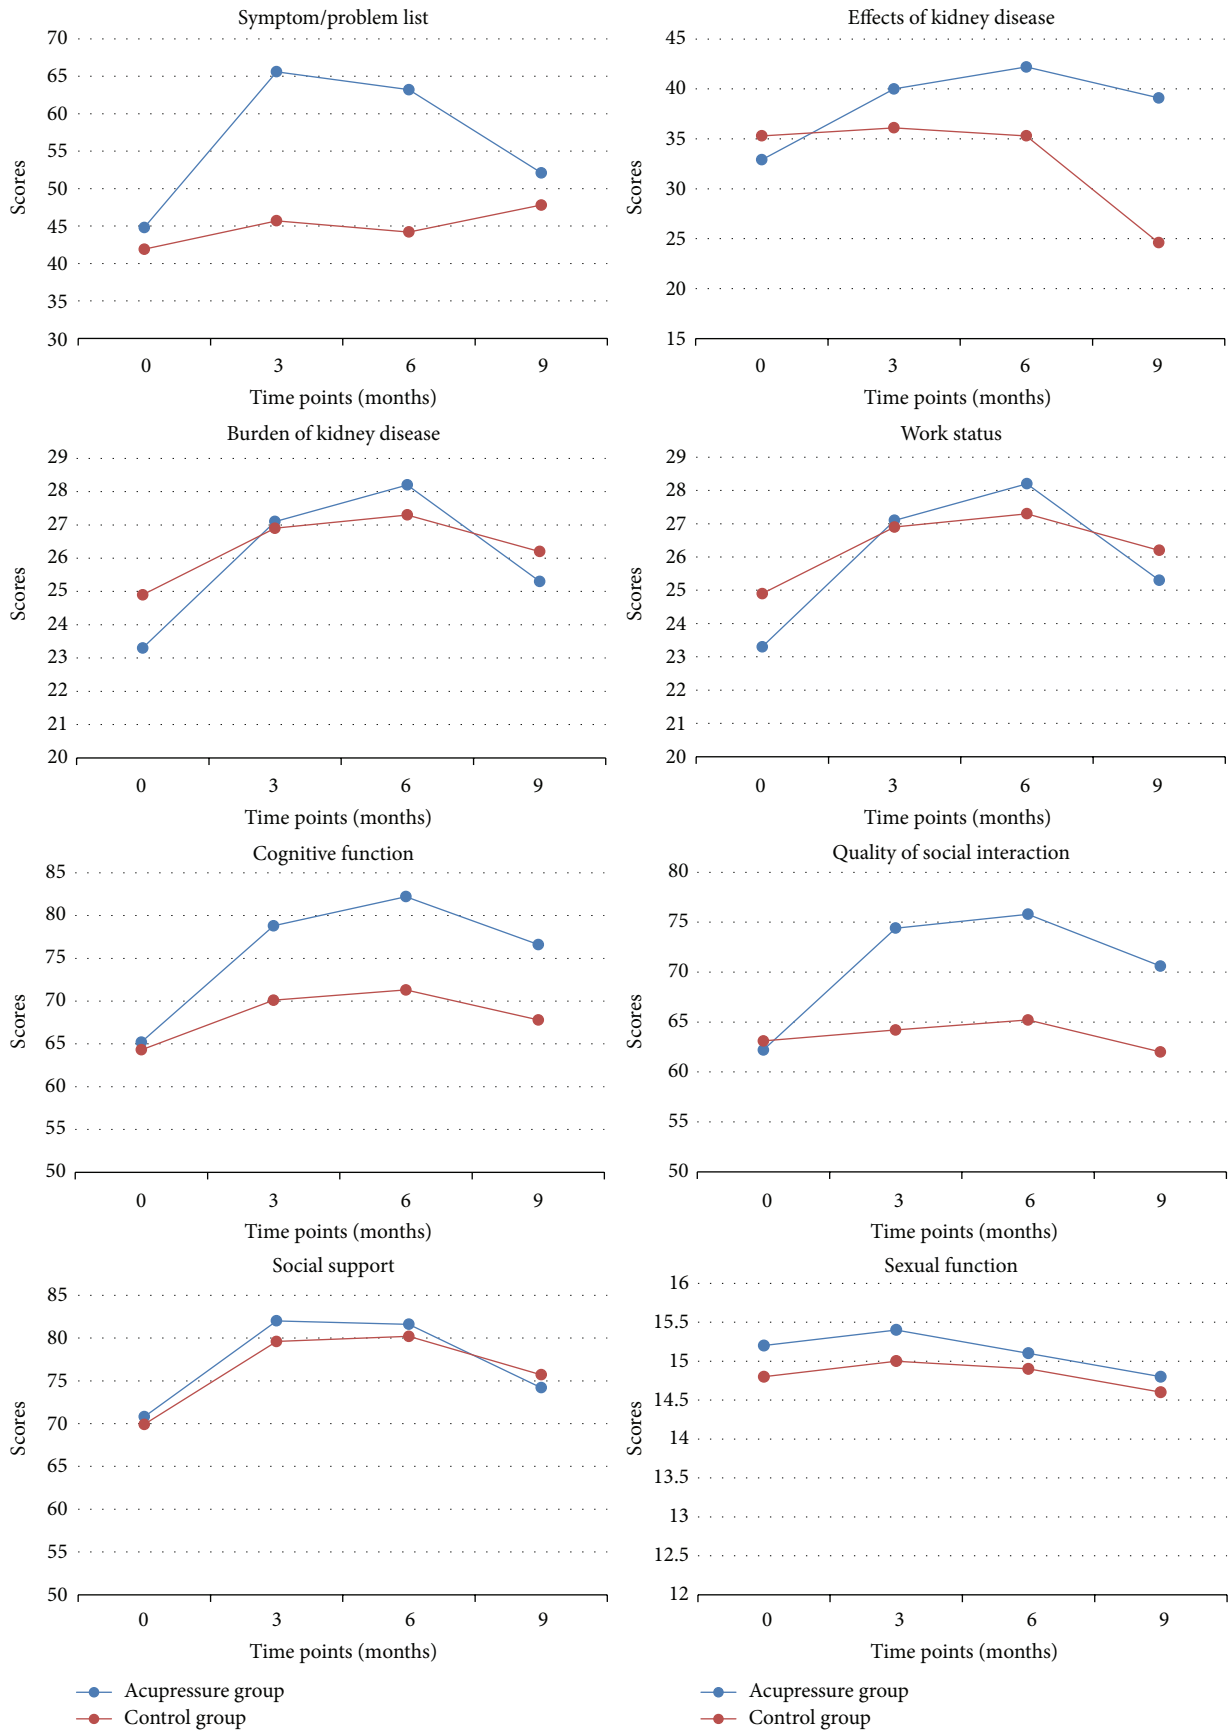 Symptom/problem list
70
65
60
55
50
45
40
35
30
Scores
0 3 6 9
Time points (months)
Effects of kidney disease
45
40
35
30
25
20
15
Scores
0 3 6 9
Time points (months)
Burden of kidney disease
29
28
27
26
25
24
23
22
21
20
Scores
0 3 6 9
Time points (months)
Work status
29
28
27
26
25
24
23
22
21
20
Scores
0 3 6 9
Time points (months)
Cognitive function
85
80
75
70
65
60
55
50
Scores
0 3 6 9
Time points (months)
Quality of social interaction
80
75
70
65
60
55
50
Scores
0 3 6 9
Time points (months)
Social support
85
80
75
70
65
60
55
50
Scores
0 3 6 9
Time points (months)
Acupressure group
Control group
Sexual function
16
15.5
15
14.5
14
13.5
13
12.5
12
Scores
0 3 6 9
Time points (months)
Acupressure group
Control group